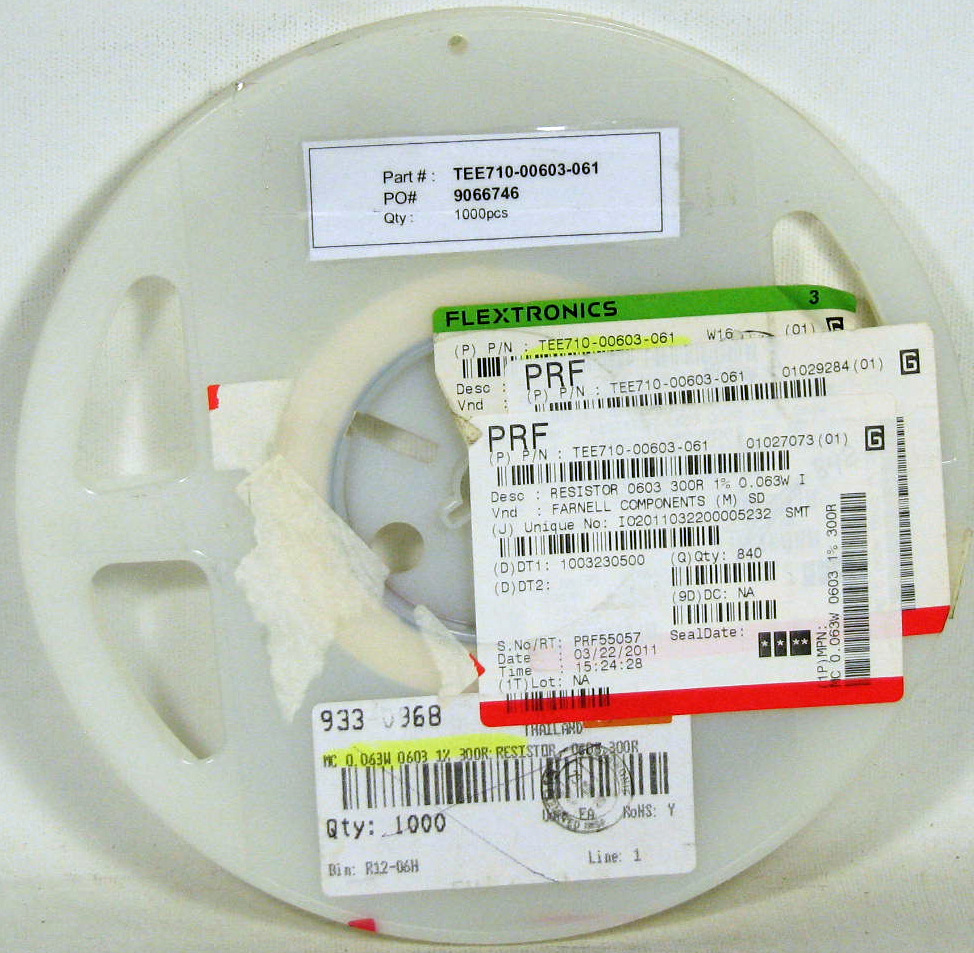 Part # : TEE710-00603-061
PO# 9066746
Qty : 1000pcs
FLEXTRONICS 3
(P) P/N : TEE710-00603-061 W16 (01) G
Desc :
Vnd :
PRF
(P) P/N : TEE710-00603-061 01029284(01) G
PRF
(P) P/N : TEE710-00603-061 01027073(01) G
Desc : RESISTOR 0603 300R 1% 0.063W I
Vnd : FARNELL COMPONENTS (M) SD
(J) Unique No: IO2011032200005232 SMT
(D)DT1: 1003230500 (Q)Qty: 840
(D)DT2:
(9D)DC: NA
S.No/RT: PRF55057 SealDate:
Date : 03/22/2011 * * **
Time : 15:24:28
(1T)Lot: NA
(1P)MPN:
MC 0.063W 0603 1% 300R
933 0968
THAILAND
MC 0.063W 0603 1% 300R RESISTOR, 0603 300R
Qty: 1000
EA RoHS: Y
Bin: R12-06H Line: 1